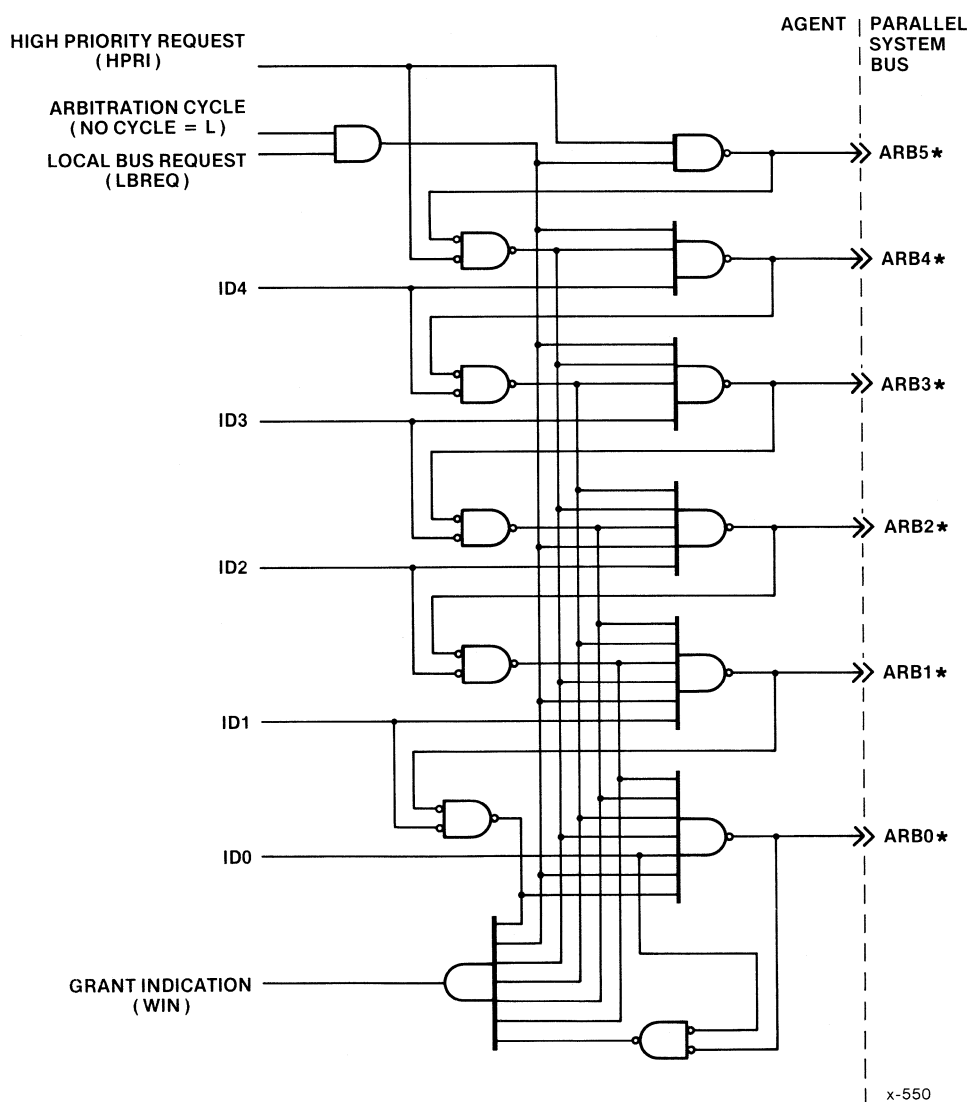 AGENT
PARALLEL
SYSTEM
BUS
HIGH PRIORITY REQUEST
(HPRI)
ARBITRATION CYCLE
(NO CYCLE = L)
LOCAL BUS REQUEST
(LBREQ)
ARB5*
ARB4*
ID4
ARB3*
ID3
ARB2*
ID2
ARB1*
ID1
ARB0*
ID0
GRANT INDICATION
(WIN)
x-550